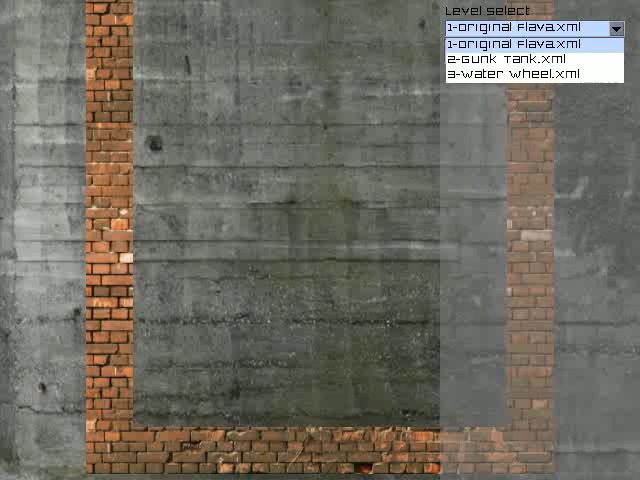 Level select
1-Original Flava.xml
1-Original Flava.xml
2-Gunk Tank.xml
3-Water Wheel.xml